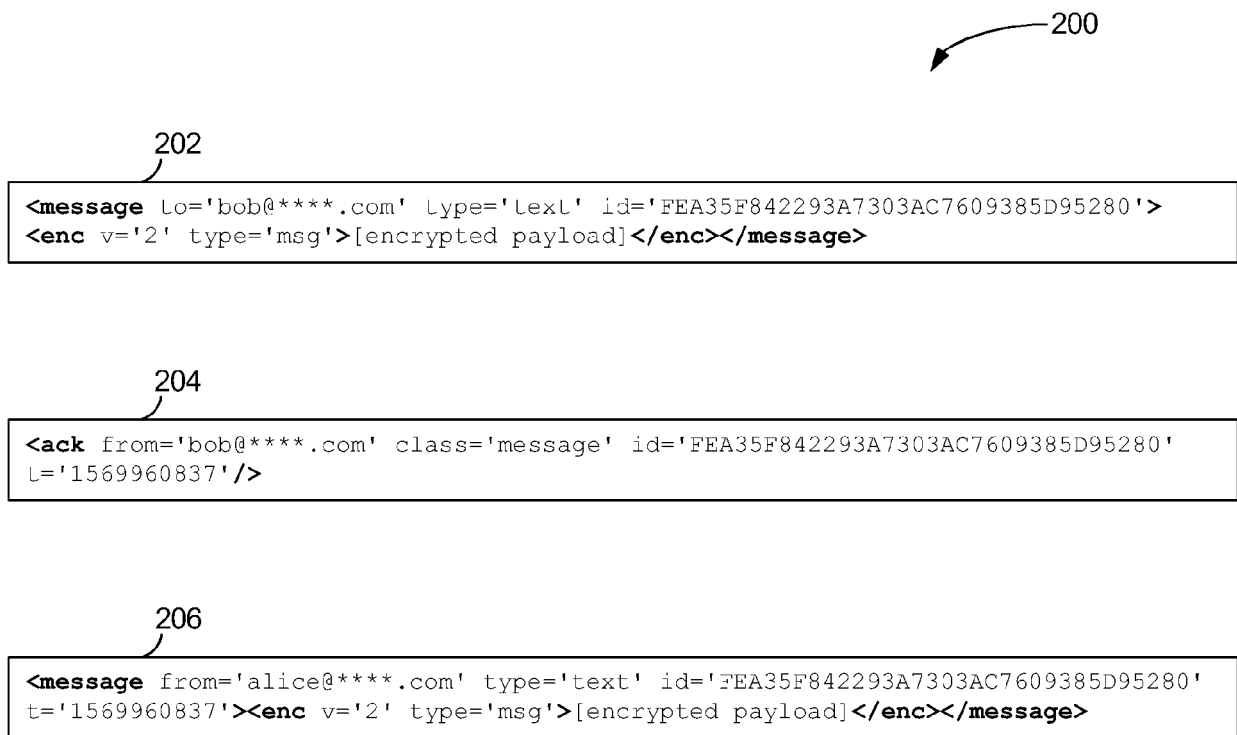 200
202
<message to='bob@****.com' type='text' id='FEA35F842293A7303AC7609385D95280'>
<enc v='2' type='msg'>[encrypted payload]</enc></message>
204
<ack from='bob@****.com' class='message' id='FEA35F842293A7303AC7609385D95280'
t='1569960837'/>
206
<message from='alice@****.com' type='text' id='FEA35F842293A7303AC7609385D95280'
t='1569960837'><enc v='2' type='msg'>[encrypted payload]</enc></message>